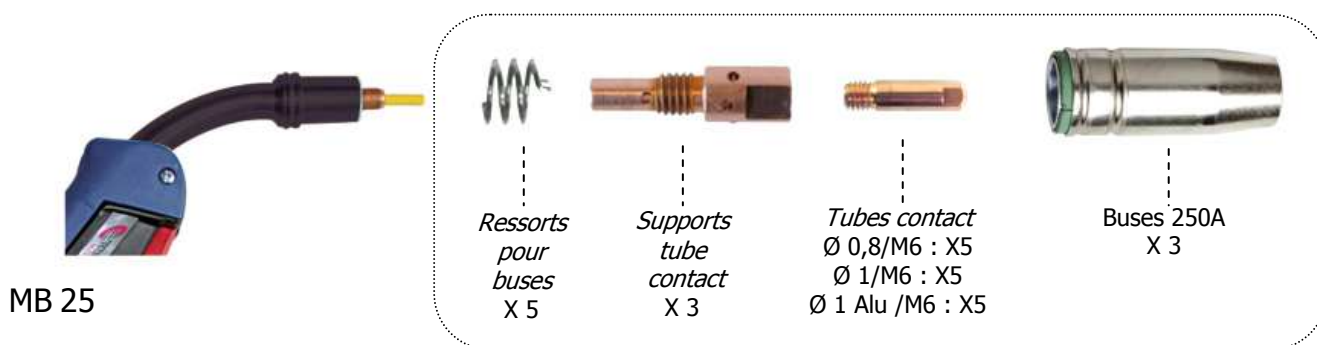 Ressorts
pour
buses
X 5
Supports
tube
contact
X 3
Tubes contact
Ø 0,8/M6 : X5
Ø 1/M6 : X5
Ø 1 Alu /M6 : X5
Buses 250A
X 3
MB 25